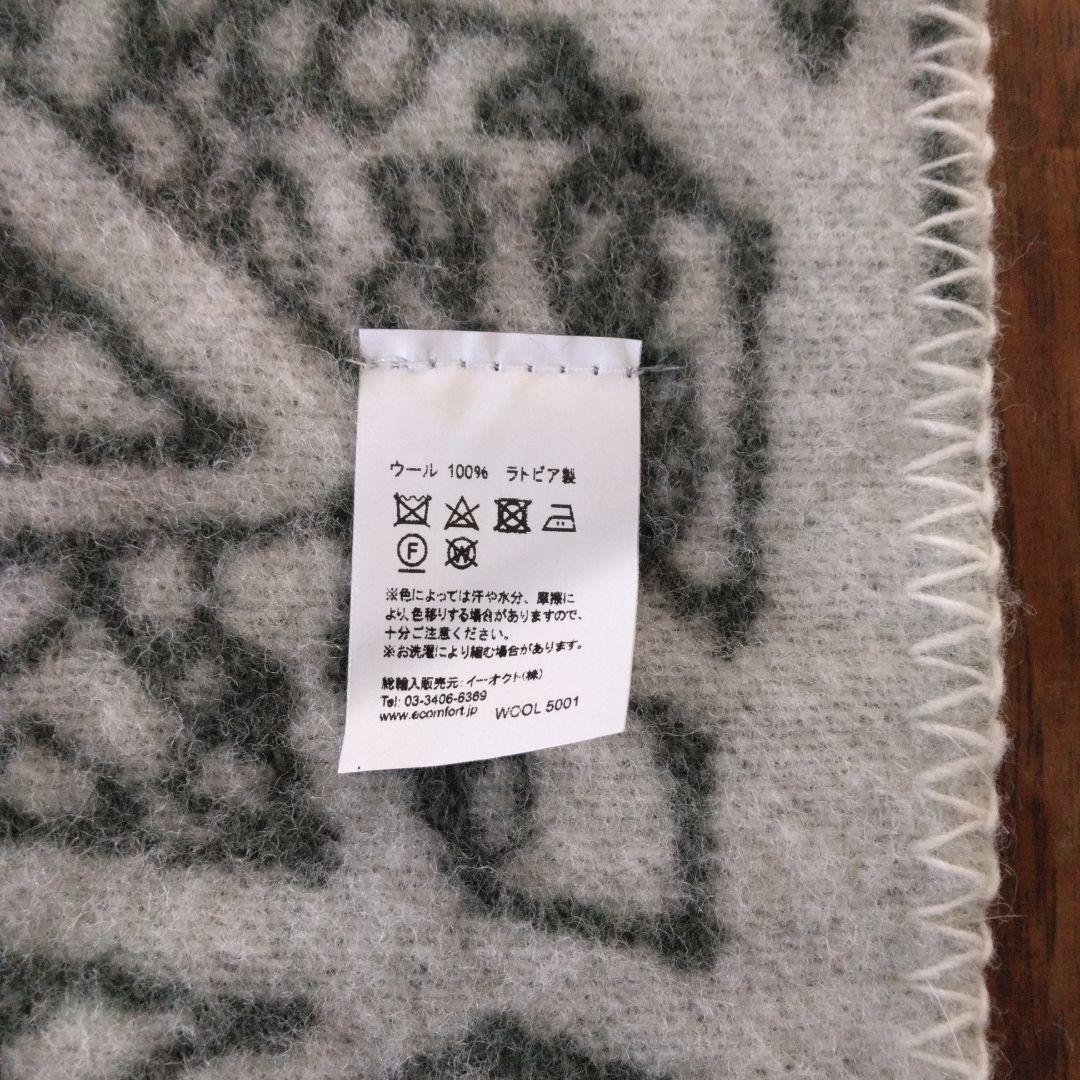 ウール 100% ラトビア製
F W
※色によっては汗や水分、摩擦に
より、色移りする場合がありますので、
十分ご注意ください。
※お洗濯により縮む場合があります。
総輸入販売元:イーオクト(株)
Tel: 03-3406-6369
www.ecomfort.jp WOOL 5001